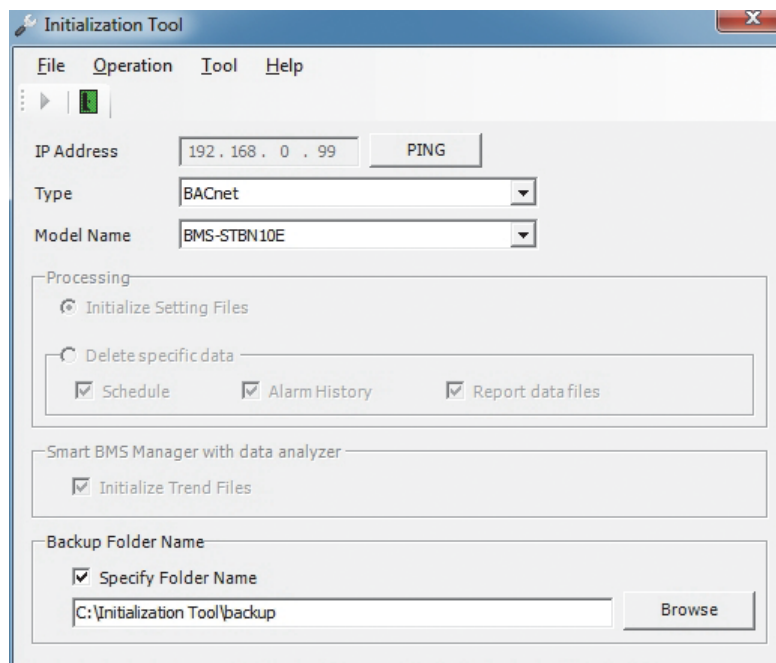 Initialization Tool
File Operation Tool Help
IP Address 192 . 168 . 0 . 99 PING
Type BACnet
Model Name BMS-STBN10E
Processing
Initialize Setting Files
Delete specific data
Schedule Alarm History Report data files
Smart BMS Manager with data analyzer
Initialize Trend Files
Backup Folder Name
Specify Folder Name
C:\Initialization Tool\backup Browse